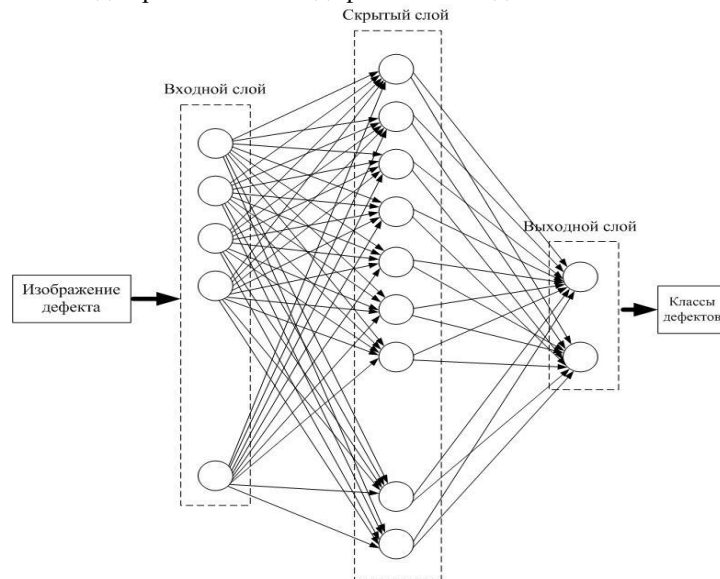 Скрытый слой
Входной слой
Выходной слой
Изображение
дефекта
Классы
дефектов